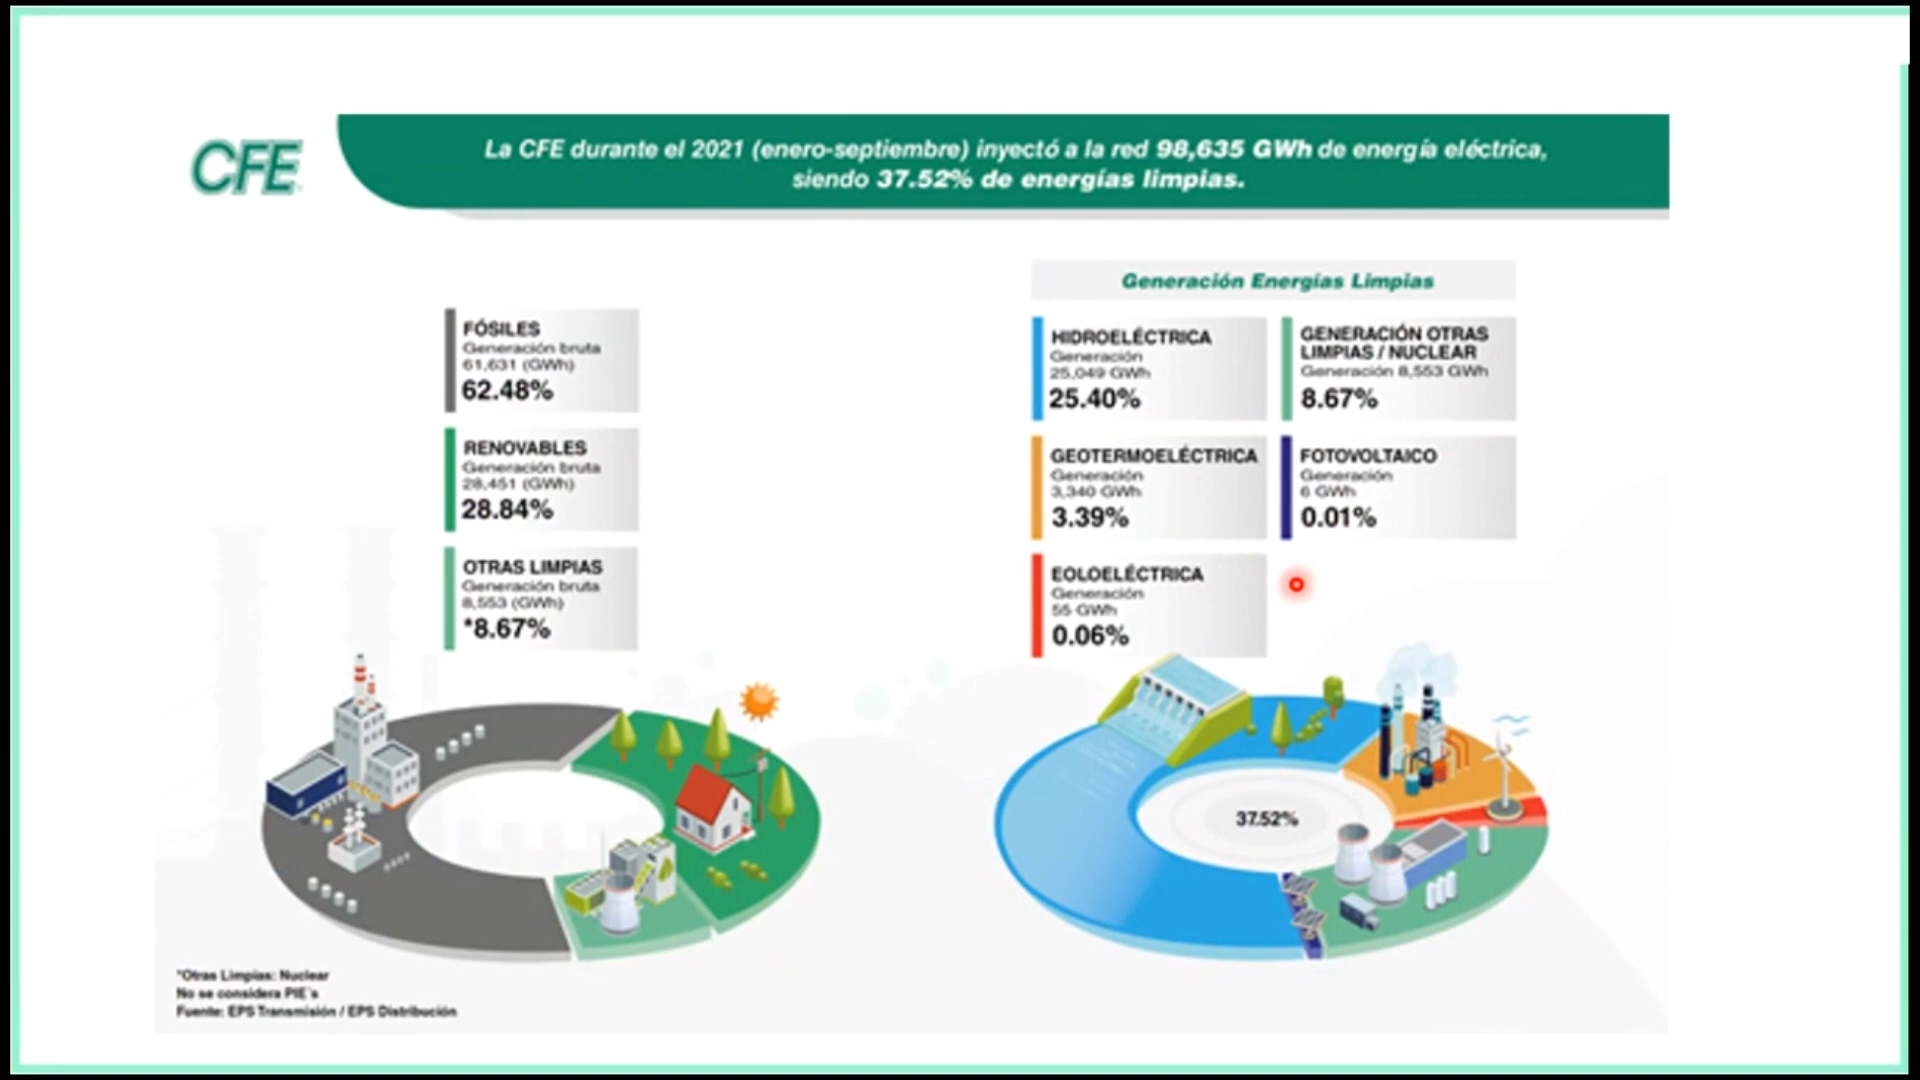 CFE
La CFE durante el 2021 (enero-septiembre) inyectó a la red 98,635 GWh de energía eléctrica,
siendo 37.52% de energías limpias.
FÓSILES
Generación bruta
61,631 (GWh)
62.48%
RENOVABLES
Generación bruta
28,451 (GWh)
28.84%
OTRAS LIMPIAS
Generación bruta
8,553 (GWh)
*8.67%
Generación Energías Limpias
HIDROELÉCTRICA
Generación
25,049 GWh
25.40%
GENERACIÓN OTRAS
LIMPIAS / NUCLEAR
Generación 8,553 GWh
8.67%
GEOTERMOELÉCTRICA
Generación
3,340 GWh
3.39%
FOTOVOLTAICO
Generación
6 GWh
0.01%
EOLOELÉCTRICA
Generación
55 GWh
0.06%
37.52%
*Otras Limpias: Nuclear
No se considera PIE´s
Fuente: EPS Transmisión / EPS Distribución